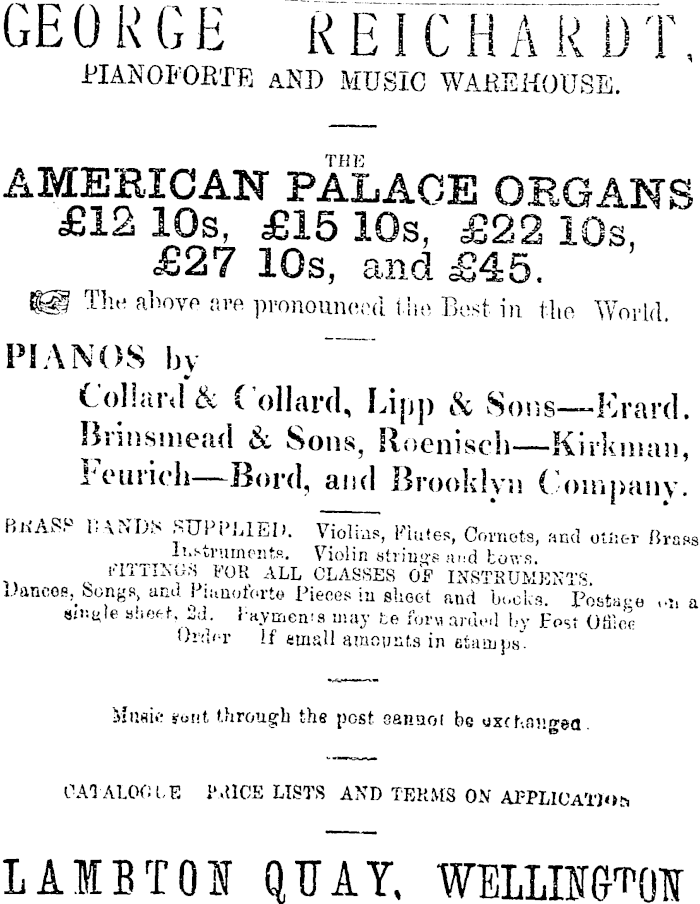 GEORGE REICHARDT,
PIANOFORTE AND MUSIC WAREHOUSE.
THE
AMERICAN PALACE ORGANS
£12 10s, £15 10s, £22 10s,
£27 10s, and £45.
The above are pronounced the Best in the World.
PIANOS by
Collard & Collard, Lipp & Sons—Erard.
Brinsmead & Sons, Roenisch—Kirkman,
Feurich—Bord, and Brooklyn Company.
BRASS BANDS SUPPLIED. Violins, Flutes, Cornets, and other Brass
Instruments. Violin strings and bows.
FITTINGS FOR ALL CLASSES OF INSTRUMENTS.
Dances, Songs, and Pianoforte Pieces in sheet and books. Postage on a
single sheet, 2d. Payments may be forwarded by Post Office
Order If small amounts in stamps.
Music sent through the post cannot be exchanged.
CATALOGUE PRICE LISTS AND TERMS ON APPLICATION
LAMBTON QUAY, WELLINGTON